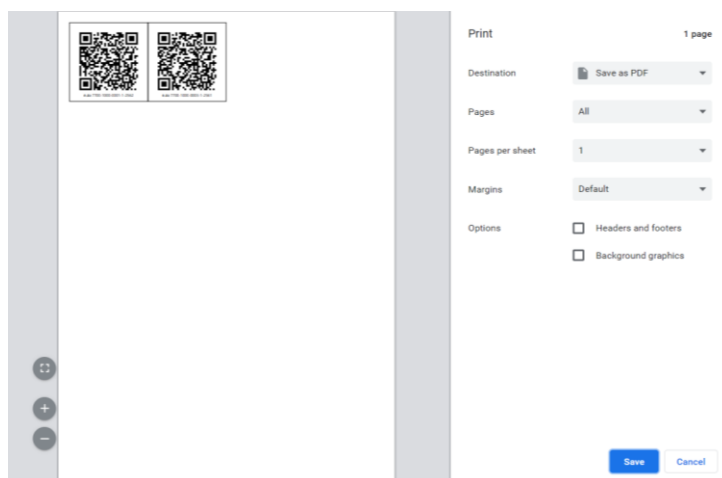 Print 1 page
Destination Save as PDF
Pages All
Pages per sheet 1
Margins Default
Options Headers and footers
Background graphics
Save Cancel